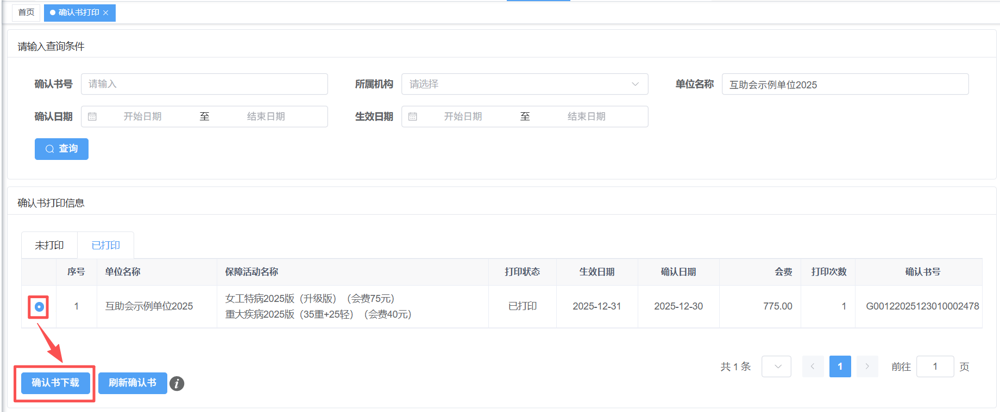 首页 确认书打印 ×
请输入查询条件
确认书号 请输入 所属机构 请选择 单位名称 互助会示例单位2025
确认日期 开始日期 至 结束日期 生效日期 开始日期 至 结束日期
查询
确认书打印信息
未打印 已打印
序号 单位名称 保障活动名称 打印状态 生效日期 确认日期 会费 打印次数 确认书号
1 互助会示例单位2025 女工特病2025版（升级版）（会费75元） 已打印 2025-12-31 2025-12-30 775.00 1 G00122025123010002478
重大疾病2025版（35重+25轻）（会费40元）
共 1 条 1 前往 1 页
确认书下载 刷新确认书 i